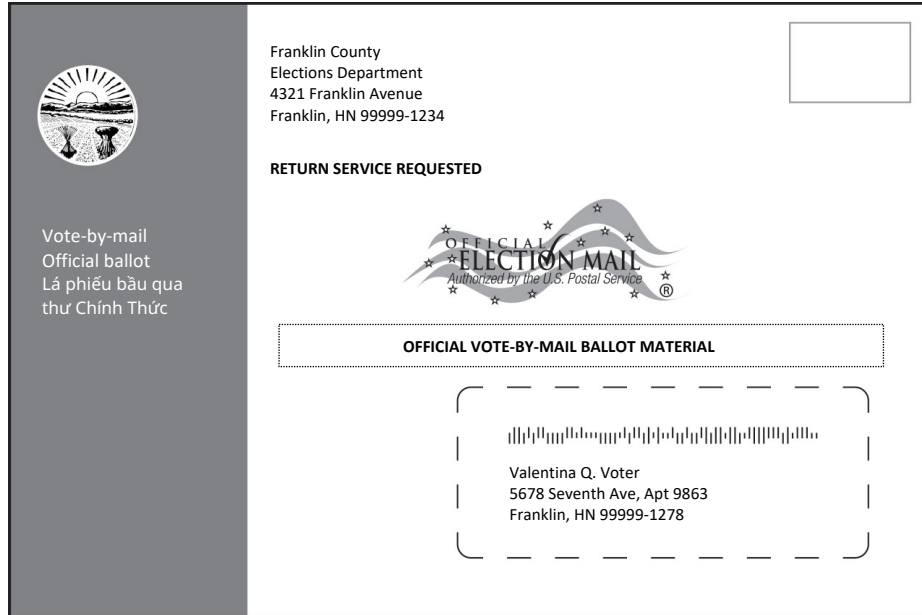 Franklin County
Elections Department
4321 Franklin Avenue
Franklin, HN 99999-1234
RETURN SERVICE REQUESTED
Vote-by-mail
Official ballot
Lá phiếu bầu qua
thư Chính Thức
OFFICIAL
ELECTION MAIL
Authorized by the U.S. Postal Service
®
OFFICIAL VOTE-BY-MAIL BALLOT MATERIAL
Valentina Q. Voter
5678 Seventh Ave, Apt 9863
Franklin, HN 99999-1278